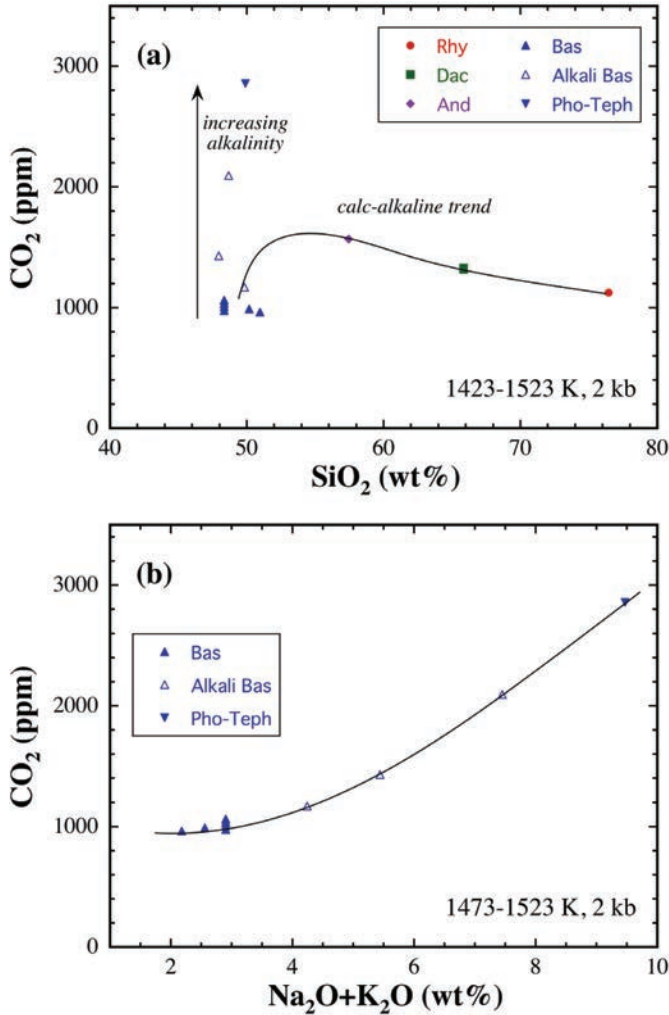 (a)
Rhy
Bas
Dac
Alkali Bas
And
Pho-Teph
increasing
alkalinity
calc-alkaline trend
1423-1523 K, 2 kb
CO₂ (ppm)
3000
2000
1000
0
40
50
60
70
80
SiO₂ (wt%)
(b)
Bas
Alkali Bas
Pho-Teph
1473-1523 K, 2 kb
CO₂ (ppm)
3000
2000
1000
0
2
4
6
8
10
Na₂O+K₂O (wt%)